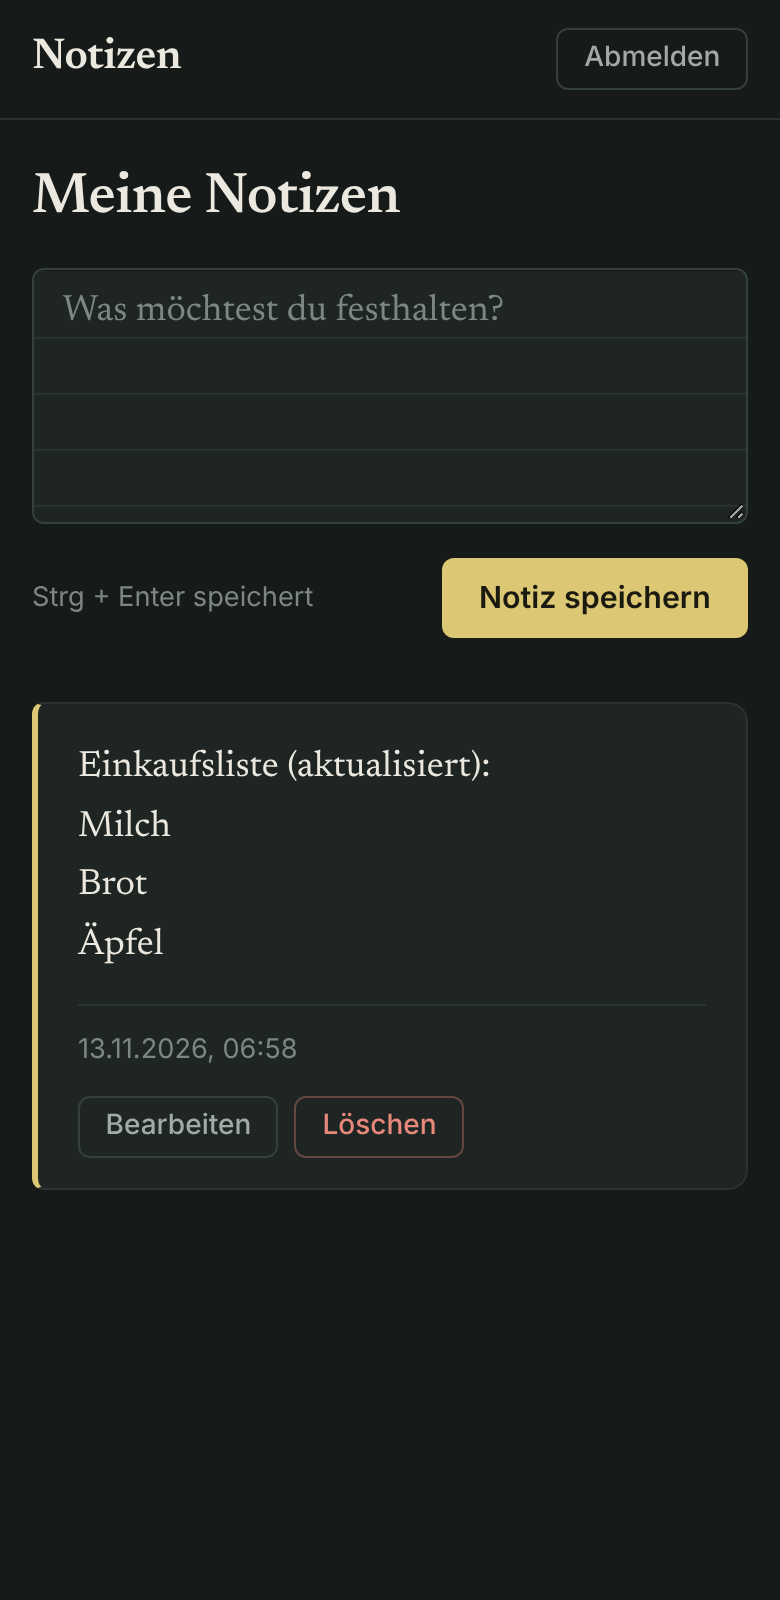 Notizen
Abmelden
Meine Notizen
Was möchtest du festhalten?
Strg + Enter speichert
Notiz speichern
Einkaufsliste (aktualisiert):
Milch
Brot
Äpfel
13.11.2026, 06:58
Bearbeiten
Löschen